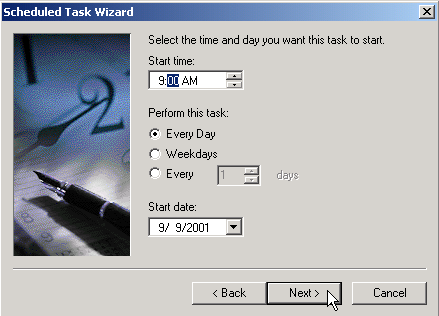 Scheduled Task Wizard
Select the time and day you want this task to start.
Start time:
9:00 AM
Perform this task:
Every Day
Weekdays
Every 1 days
Start date:
9/ 9/2001
< Back Next > Cancel